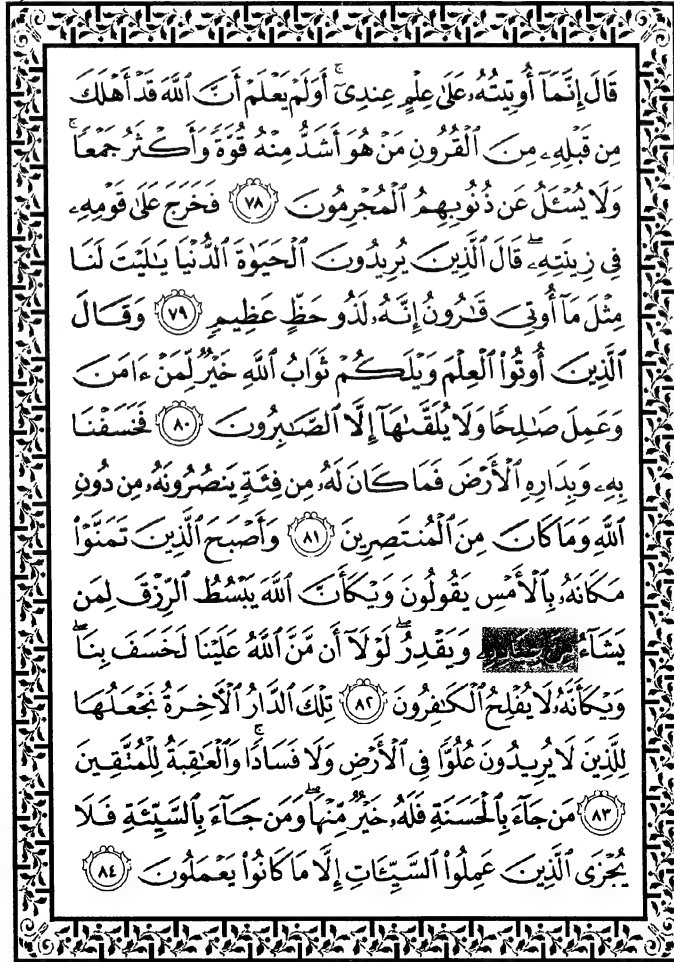 قَالَ إِنَّمَآ أُوتِيتُهُۥ عَلَىٰ عِلْمٍ عِندِىٓ ۚ أَوَلَمْ يَعْلَمْ أَنَّ ٱللَّهَ قَدْ أَهْلَكَ
مِن قَبْلِهِۦ مِنَ ٱلْقُرُونِ مَنْ هُوَ أَشَدُّ مِنْهُ قُوَّةً وَأَكْثَرُ جَمْعًا ۚ
وَلَا يُسْـَٔلُ عَن ذُنُوبِهِمُ ٱلْمُجْرِمُونَ ٧٨ فَخَرَجَ عَلَىٰ قَوْمِهِۦ
فِى زِينَتِهِۦ ۖ قَالَ ٱلَّذِينَ يُرِيدُونَ ٱلْحَيَوٰةَ ٱلدُّنْيَا يَـٰلَيْتَ لَنَا
مِثْلَ مَآ أُوتِىَ قَـٰرُونُ إِنَّهُۥ لَذُو حَظٍّ عَظِيمٍ ٧٩ وَقَالَ
ٱلَّذِينَ أُوتُوا۟ ٱلْعِلْمَ وَيْلَكُمْ ثَوَابُ ٱللَّهِ خَيْرٌ لِّمَنْ ءَامَنَ
وَعَمِلَ صَـٰلِحًا وَلَا يُلَقَّىٰهَآ إِلَّا ٱلصَّـٰبِرُونَ ٨٠ فَخَسَفْنَا
بِهِۦ وَبِدَارِهِ ٱلْأَرْضَ فَمَا كَانَ لَهُۥ مِن فِئَةٍ يَنصُرُونَهُۥ مِن دُونِ
ٱللَّهِ وَمَا كَانَ مِنَ ٱلْمُنتَصِرِينَ ٨١ وَأَصْبَحَ ٱلَّذِينَ تَمَنَّوْا۟
مَكَانَهُۥ بِٱلْأَمْسِ يَقُولُونَ وَيْكَأَنَّ ٱللَّهَ يَبْسُطُ ٱلرِّزْقَ لِمَن
يَشَآءُ وَيَقْدِرُ ۖ لَوْلَآ أَن مَّنَّ ٱللَّهُ عَلَيْنَا لَخَسَفَ بِنَا ۖ
وَيْكَأَنَّهُۥ لَا يُفْلِحُ ٱلْكَـٰفِرُونَ ٨٢ تِلْكَ ٱلدَّارُ ٱلْـَٔاخِرَةُ نَجْعَلُهَا
لِلَّذِينَ لَا يُرِيدُونَ عُلُوًّا فِى ٱلْأَرْضِ وَلَا فَسَادًا ۚ وَٱلْعَـٰقِبَةُ لِلْمُتَّقِينَ
٨٣ مَن جَآءَ بِٱلْحَسَنَةِ فَلَهُۥ خَيْرٌ مِّنْهَا ۖ وَمَن جَآءَ بِٱلسَّيِّئَةِ فَلَا
يُجْزَى ٱلَّذِينَ عَمِلُوا۟ ٱلسَّيِّـَٔاتِ إِلَّا مَا كَانُوا۟ يَعْمَلُونَ ٨٤